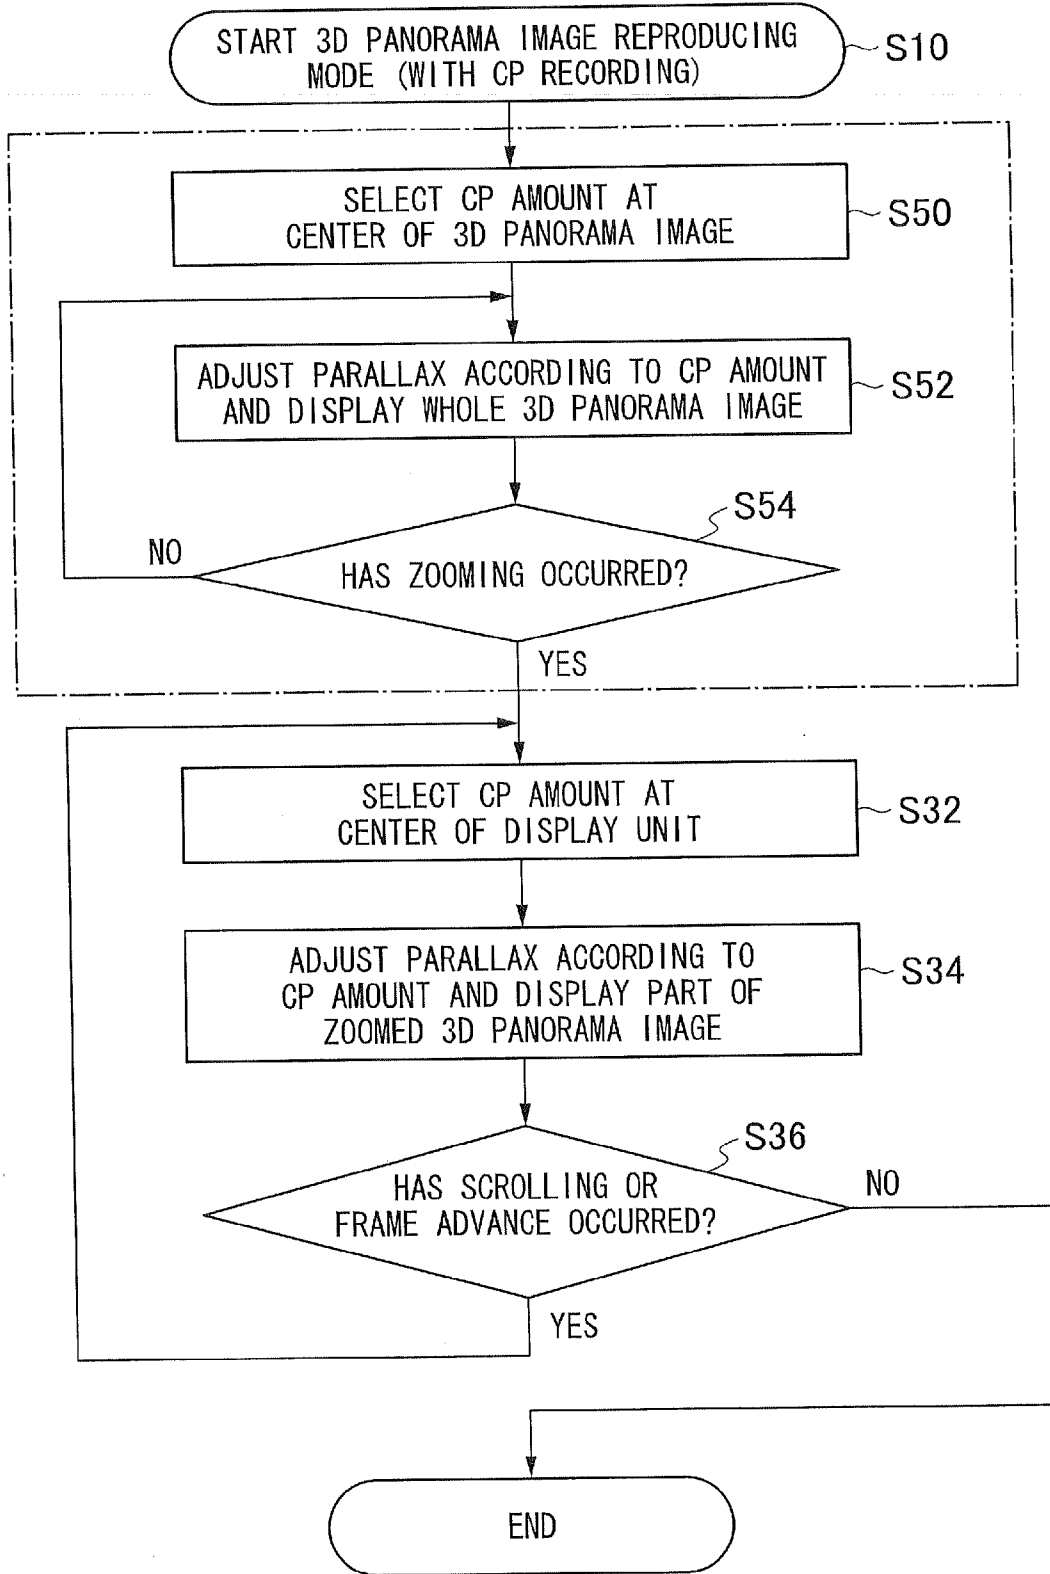 START 3D PANORAMA IMAGE REPRODUCING
MODE (WITH CP RECORDING)
S10
SELECT CP AMOUNT AT
CENTER OF 3D PANORAMA IMAGE
S50
ADJUST PARALLAX ACCORDING TO CP AMOUNT
AND DISPLAY WHOLE 3D PANORAMA IMAGE
S52
S54
HAS ZOOMING OCCURRED?
NO
YES
SELECT CP AMOUNT AT
CENTER OF DISPLAY UNIT
S32
ADJUST PARALLAX ACCORDING TO
CP AMOUNT AND DISPLAY PART OF
ZOOMED 3D PANORAMA IMAGE
S34
S36
HAS SCROLLING OR
FRAME ADVANCE OCCURRED?
NO
YES
END